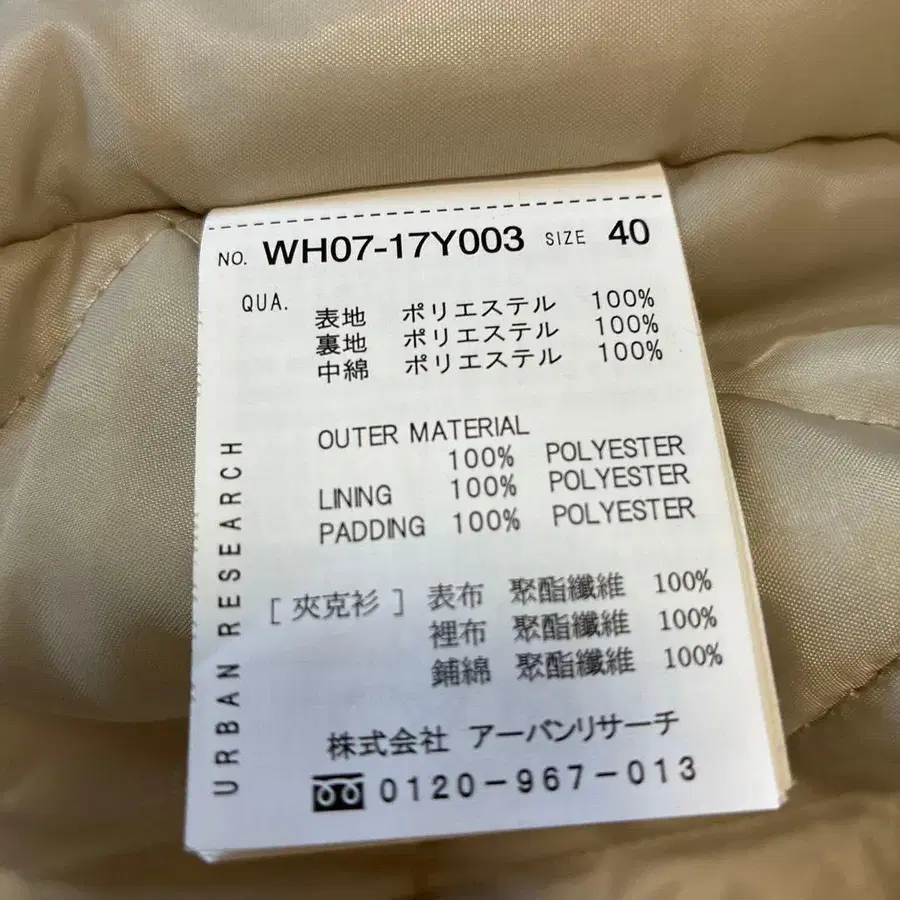 NO. WH07-17Y003 SIZE 40
QUA.
表地 ポリエステル 100%
裏地 ポリエステル 100%
中綿 ポリエステル 100%
OUTER MATERIAL
100% POLYESTER
LINING 100% POLYESTER
PADDING 100% POLYESTER
[ 夾克衫 ] 表布 聚酯纖維 100%
裡布 聚酯纖維 100%
鋪綿 聚酯纖維 100%
株式会社 アーバンリサーチ
0120-967-013
URBAN RESEARCH